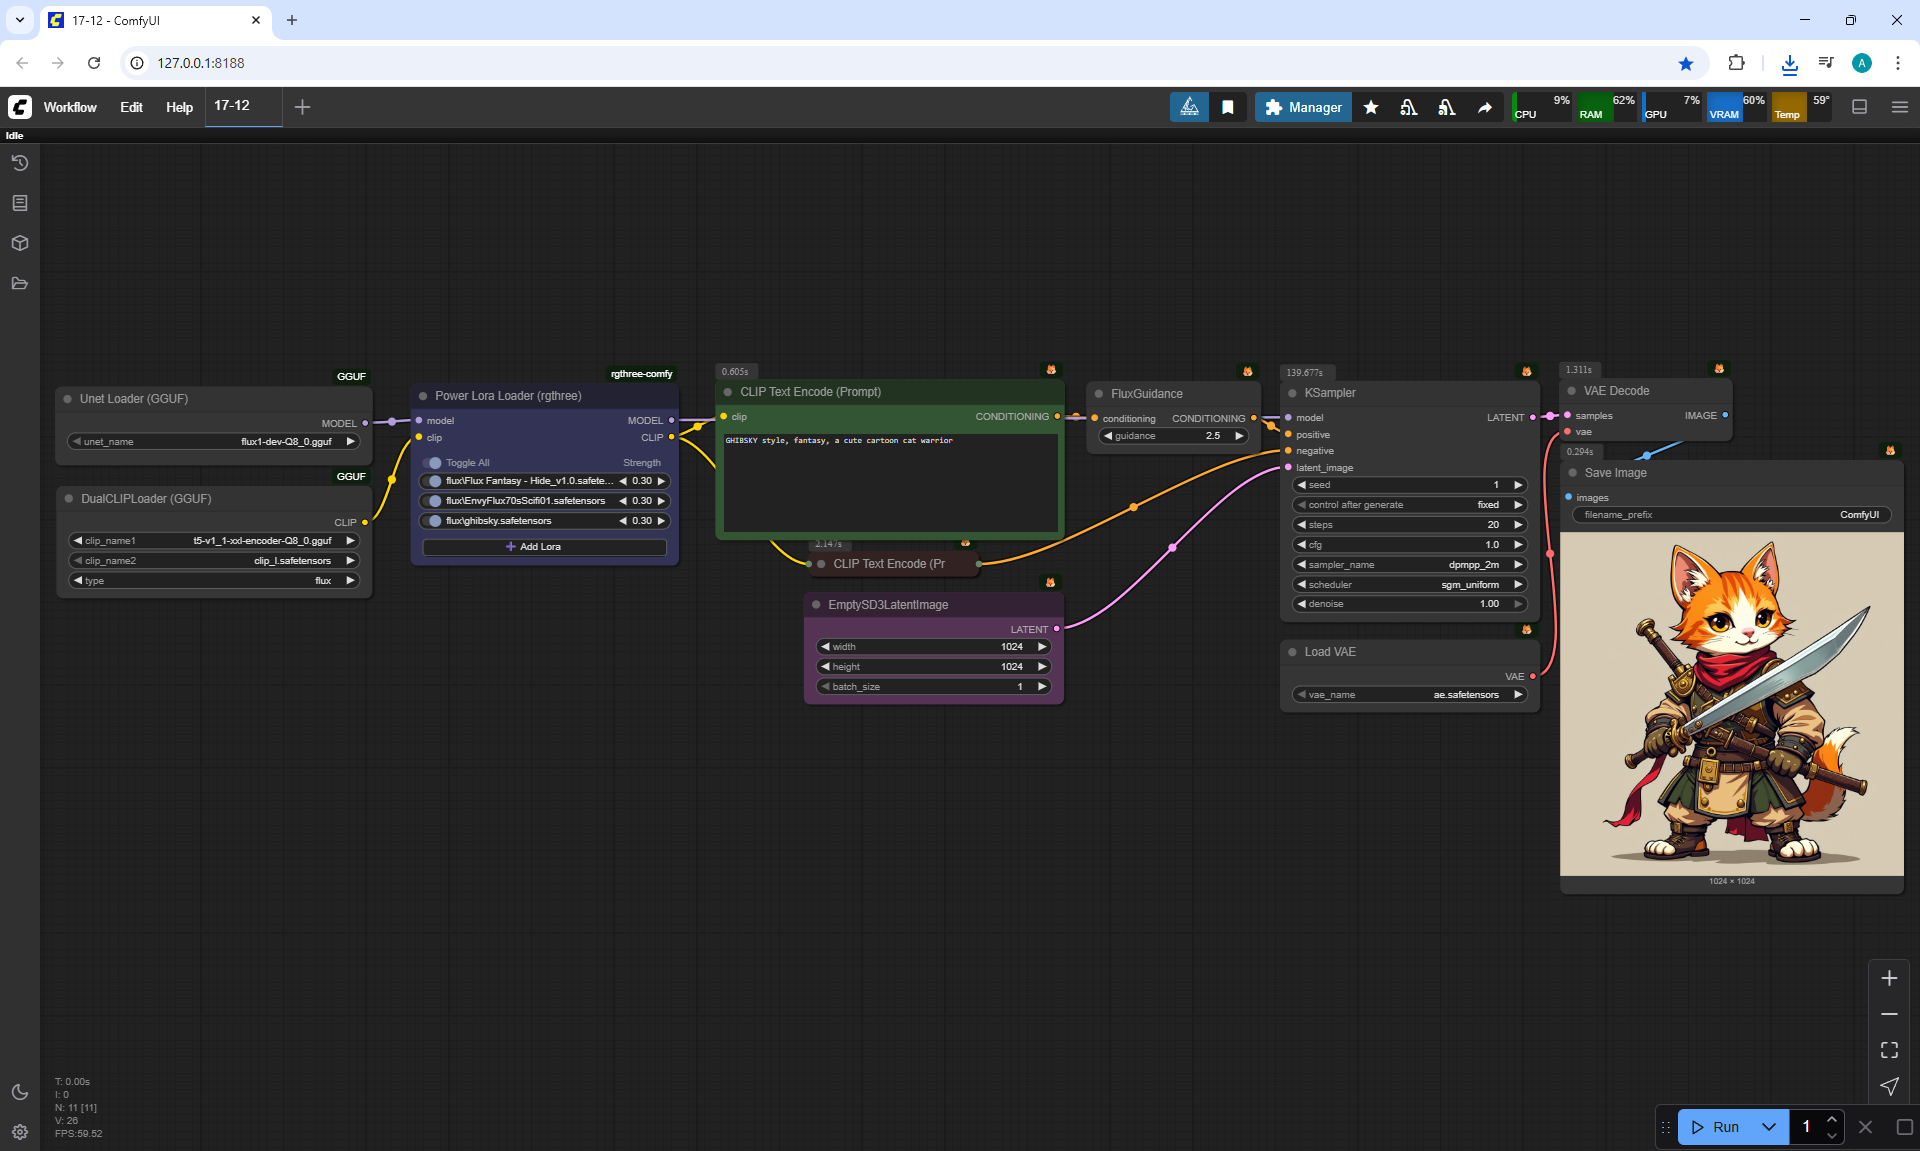 17-12 - ComfyUI
127.0.0.1:8188
A
Workflow Edit Help 17-12
Manager
CPU 9% RAM 62% GPU 7% VRAM 60% Temp 59°
Idle
GGUF
Unet Loader (GGUF)
MODEL
unet_name flux1-dev-Q8_0.gguf
GGUF
DualCLIPLoader (GGUF)
CLIP
clip_name1 t5-v1_1-xxl-encoder-Q8_0.gguf
clip_name2 clip_l.safetensors
type flux
rgthree-comfy
Power Lora Loader (rgthree)
model MODEL
clip CLIP
Toggle All Strength
flux\Flux Fantasy - Hide_v1.0.safete... 0.30
flux\EnvyFlux70sScifi01.safetensors 0.30
flux\ghibsky.safetensors 0.30
Add Lora
0.605s
CLIP Text Encode (Prompt)
clip CONDITIONING
GHIBSKY style, fantasy, a cute cartoon cat warrior
2.147s
CLIP Text Encode (Pr
EmptySD3LatentImage
LATENT
width 1024
height 1024
batch_size 1
FluxGuidance
conditioning CONDITIONING
guidance 2.5
139.677s
KSampler
model LATENT
positive
negative
latent_image
seed 1
control after generate fixed
steps 20
cfg 1.0
sampler_name dpmpp_2m
scheduler sgm_uniform
denoise 1.00
Load VAE
VAE
vae_name ae.safetensors
1.311s
VAE Decode
samples IMAGE
vae
0.294s
Save Image
images
filename_prefix ComfyUI
1024 × 1024
T: 0.00s
I: 0
N: 11 [11]
V: 26
FPS:59.52
Run 1